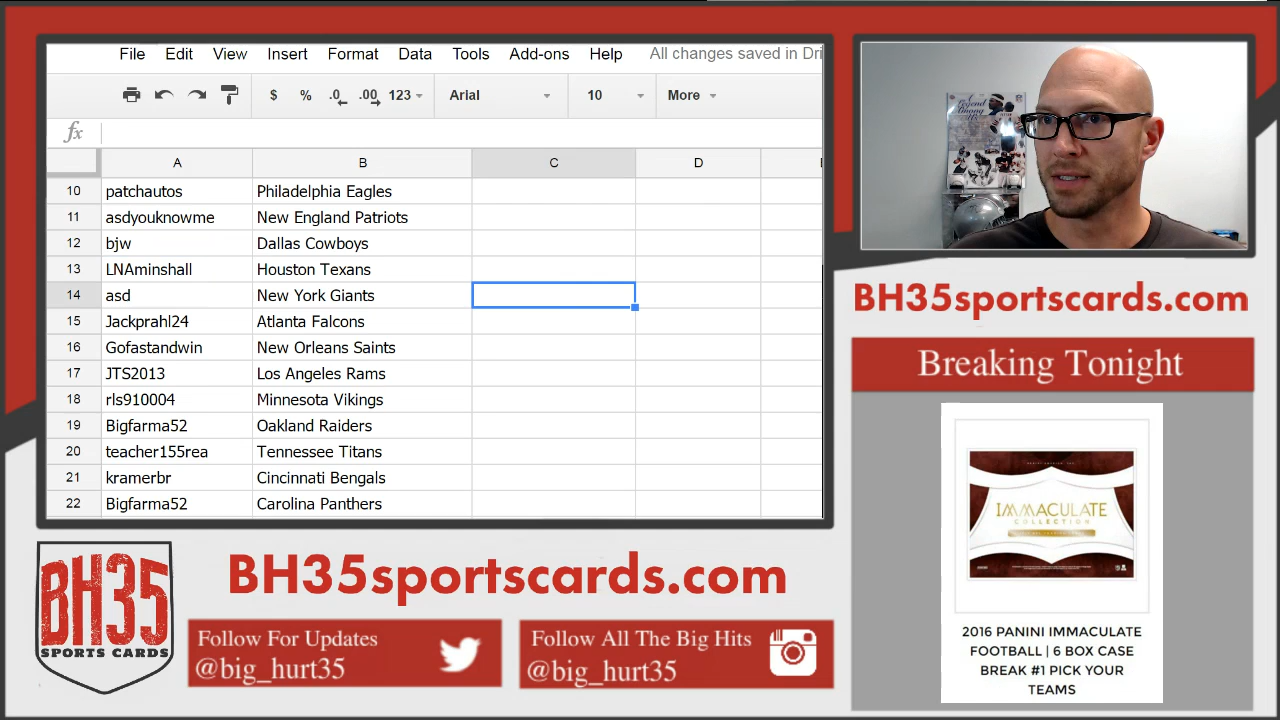 File Edit View Insert Format Data Tools Add-ons Help All changes saved in Dri
$ % .0 .00 123 Arial 10 More
fx
A B C D
10 patchautos Philadelphia Eagles
11 asdyouknowme New England Patriots
12 bjw Dallas Cowboys
13 LNAminshall Houston Texans
14 asd New York Giants
15 Jackprahl24 Atlanta Falcons
16 Gofastandwin New Orleans Saints
17 JTS2013 Los Angeles Rams
18 rls910004 Minnesota Vikings
19 Bigfarma52 Oakland Raiders
20 teacher155rea Tennessee Titans
21 kramerbr Cincinnati Bengals
22 Bigfarma52 Carolina Panthers
BH35sportscards.com
Breaking Tonight
IMMACULATE
COLLECTION
2016 PANINI IMMACULATE
FOOTBALL | 6 BOX CASE
BREAK #1 PICK YOUR
TEAMS
BH35
SPORTS CARDS
BH35sportscards.com
Follow For Updates
@big_hurt35
Follow All The Big Hits
@big_hurt35